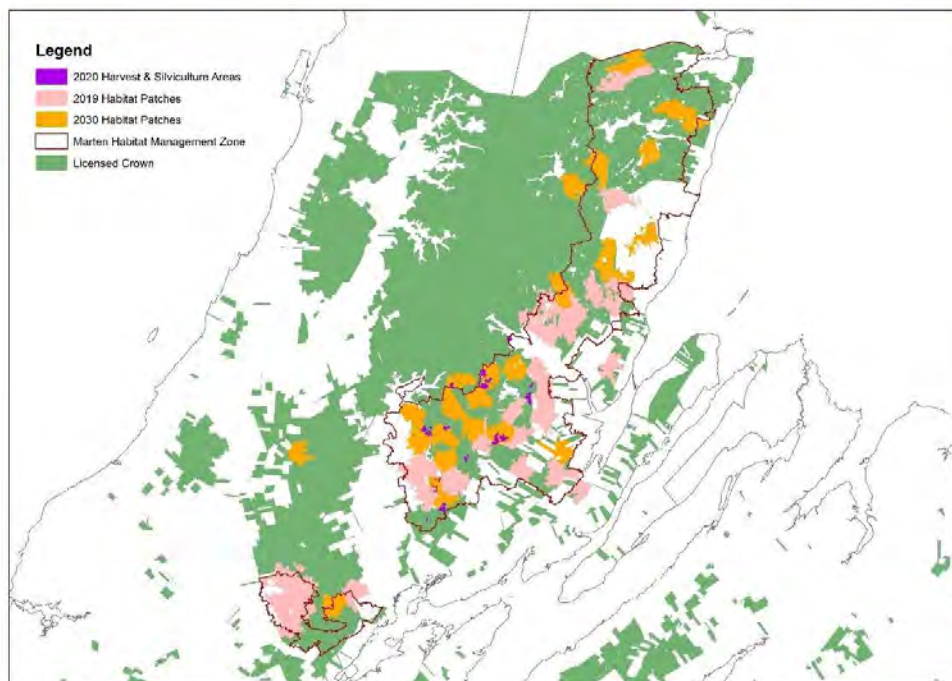 Legend
2020 Harvest & Silviculture Areas
2019 Habitat Patches
2030 Habitat Patches
Marten Habitat Management Zone
Licensed Crown